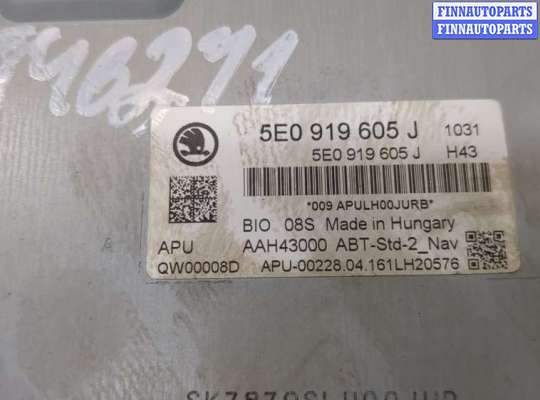 FINNAUTOPARTS
FINNAUTOPARTS
5E0 919 605 J 1031
5E0 919 605 J H43
*009 APULH00JURB*
BIO 08S Made in Hungary
APU AAH43000 ABT-Std-2_Nav
QW00008D APU-00228.04.161LH20576